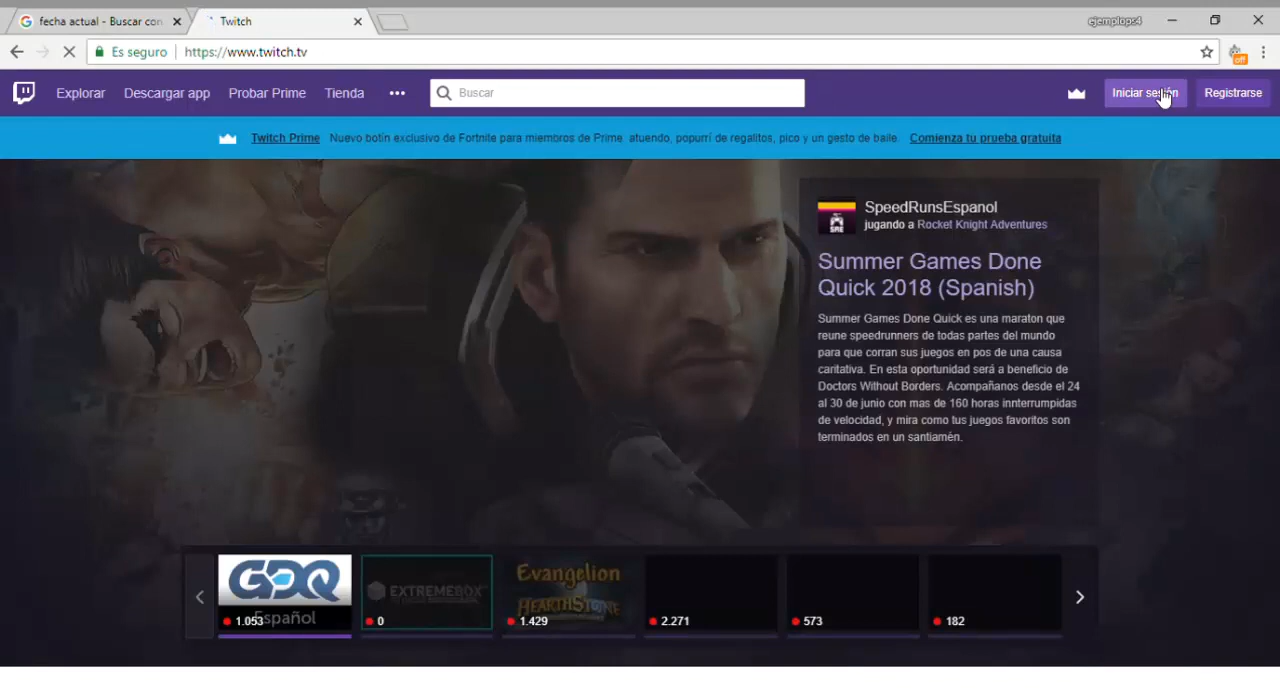 fecha actual - Buscar con
Twitch
ejemplops4
Es seguro
https://www.twitch.tv
Explorar
Descargar app
Probar Prime
Tienda
Buscar
Iniciar sesión
Registrarse
off
Twitch Prime Nuevo botín exclusivo de Fortnite para miembros de Prime, atuendo, popurrí de regalitos, pico y un gesto de baile. Comienza tu prueba gratuita
SpeedRunsEspanol
jugando a Rocket Knight Adventures
Summer Games Done
Quick 2018 (Spanish)
Summer Games Done Quick es una maraton que
reune speedrunners de todas partes del mundo
para que corran sus juegos en pos de una causa
caritativa. En esta oportunidad será a beneficio de
Doctors Without Borders. Acompañanos desde el 24
al 30 de junio con mas de 160 horas innterrumpidas
de velocidad, y mira como tus juegos favoritos son
terminados en un santiamén.
GDQ
Español
1.053
EXTREMEBOX
0
Evangelion
HEARTHSTONE
1.429
2.271
573
182